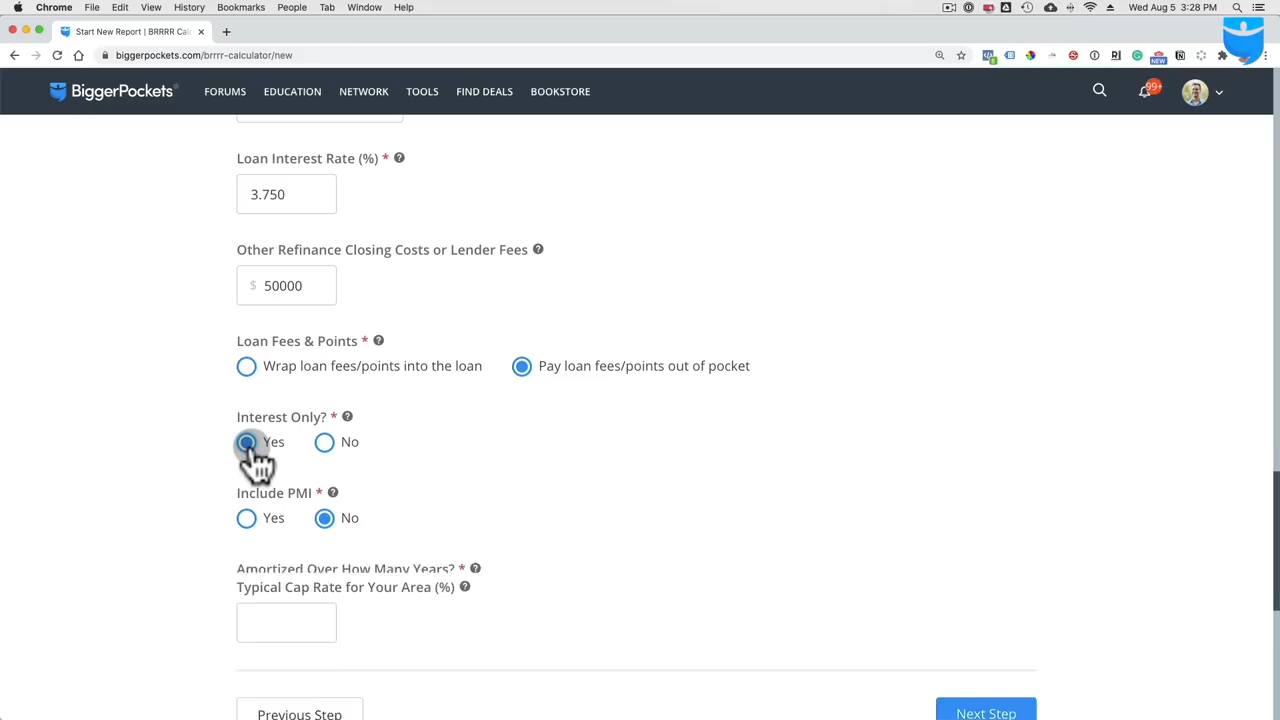 Chrome File Edit View History Bookmarks People Tab Window Help Wed Aug 5 3:28 PM
Start New Report | BRRRR Calc
biggerpockets.com/brrrr-calculator/new
NEW
BiggerPockets FORUMS EDUCATION NETWORK TOOLS FIND DEALS BOOKSTORE 99+
Loan Interest Rate (%) * ?
3.750
Other Refinance Closing Costs or Lender Fees ?
$ 50000
Loan Fees & Points * ?
Wrap loan fees/points into the loan Pay loan fees/points out of pocket
Interest Only? * ?
Yes No
Include PMI * ?
Yes No
Amortized Over How Many Years? * ?
Typical Cap Rate for Your Area (%) ?
Previous Step Next Step